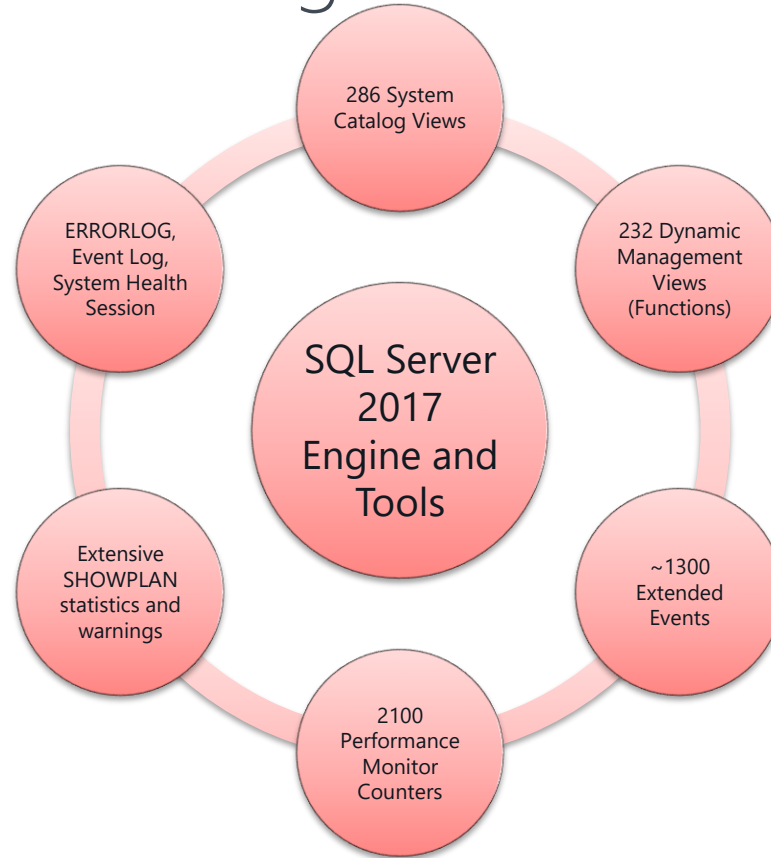 286 System
Catalog Views
232 Dynamic
Management
Views
(Functions)
~1300
Extended
Events
2100
Performance
Monitor
Counters
Extensive
SHOWPLAN
statistics and
warnings
ERRORLOG,
Event Log,
System Health
Session
SQL Server
2017
Engine and
Tools